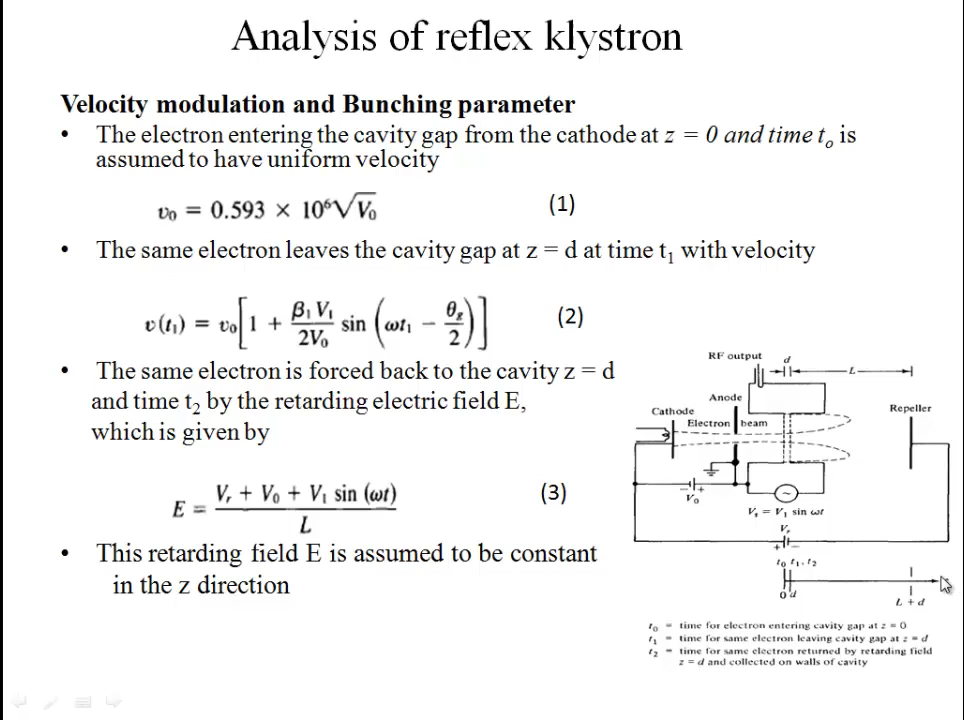 Analysis of reflex klystron
Velocity modulation and Bunching parameter
• The electron entering the cavity gap from the cathode at z = 0 and time tₒ is
assumed to have uniform velocity
v₀ = 0.593 × 10⁶√V₀ (1)
• The same electron leaves the cavity gap at z = d at time t₁ with velocity
v(t₁) = v₀[1 + β₁V₁/2V₀ sin (ωt₁ − θg/2)] (2)
• The same electron is forced back to the cavity z = d
and time t₂ by the retarding electric field E,
which is given by
E = Vr + V₀ + V₁ sin (ωt) / L (3)
• This retarding field E is assumed to be constant
in the z direction
RF output
d
L
Anode
Cathode
Repeller
Electron beam
V₀
− +
Vs = V₁ sin ωt
Vr
+ −
t₀ t₁, t₂
0 d
L + d
t₀ = time for electron entering cavity gap at z = 0
t₁ = time for same electron leaving cavity gap at z = d
t₂ = time for same electron returned by retarding field
z = d and collected on walls of cavity